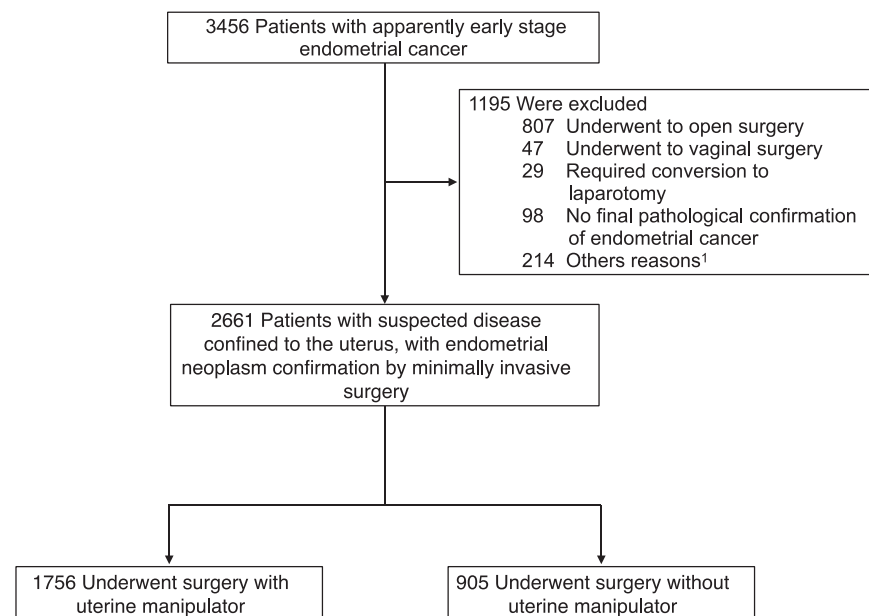 3456 Patients with apparently early stage
endometrial cancer
1195 Were excluded
807 Underwent to open surgery
47 Underwent to vaginal surgery
29 Required conversion to
laparotomy
98 No final pathological confirmation
of endometrial cancer
214 Others reasons¹
2661 Patients with suspected disease
confined to the uterus, with endometrial
neoplasm confirmation by minimally invasive
surgery
1756 Underwent surgery with
uterine manipulator
905 Underwent surgery without
uterine manipulator